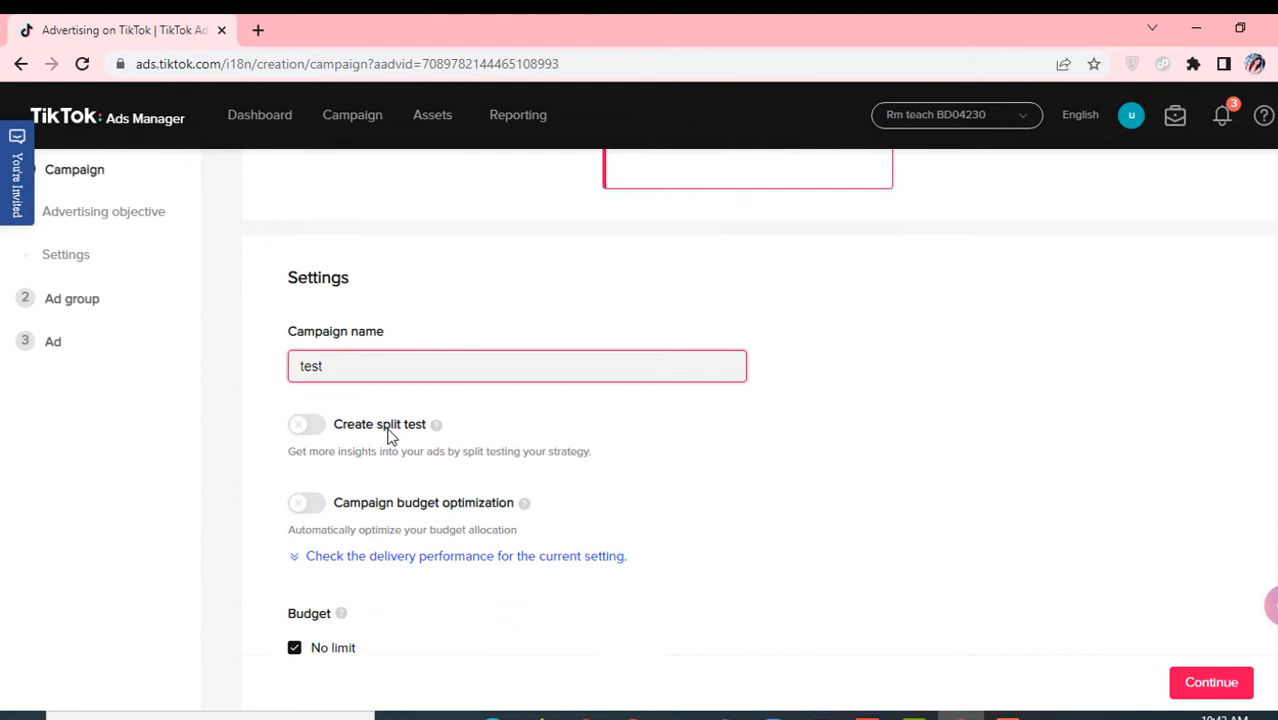 Advertising on TikTok | TikTok Ad
ads.tiktok.com/i18n/creation/campaign?aadvid=7089782144465108993
TikTok: Ads Manager
Dashboard
Campaign
Assets
Reporting
Rm teach BD04230
English
u
3
You're Invited
Campaign
Advertising objective
Settings
2 Ad group
3 Ad
Settings
Campaign name
test
Create split test
Get more insights into your ads by split testing your strategy.
Campaign budget optimization
Automatically optimize your budget allocation
Check the delivery performance for the current setting.
Budget
No limit
Continue